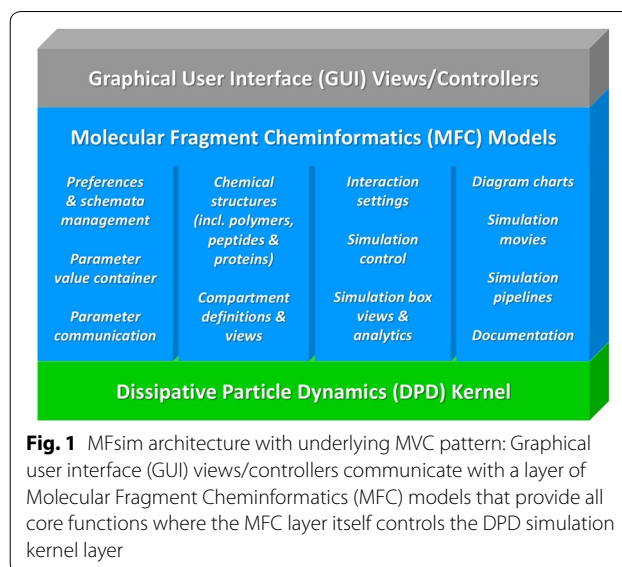 Graphical User Interface (GUI) Views/Controllers
Molecular Fragment Cheminformatics (MFC) Models
Preferences
& schemata
management
Parameter
value container
Parameter
communication
Chemical
structures
(incl. polymers,
peptides &
proteins)
Compartment
definitions &
views
Interaction
settings
Simulation
control
Simulation box
views &
analytics
Diagram charts
Simulation
movies
Simulation
pipelines
Documentation
Dissipative Particle Dynamics (DPD) Kernel
Fig. 1 MFsim architecture with underlying MVC pattern: Graphical
user interface (GUI) views/controllers communicate with a layer of
Molecular Fragment Cheminformatics (MFC) models that provide all
core functions where the MFC layer itself controls the DPD simulation
kernel layer